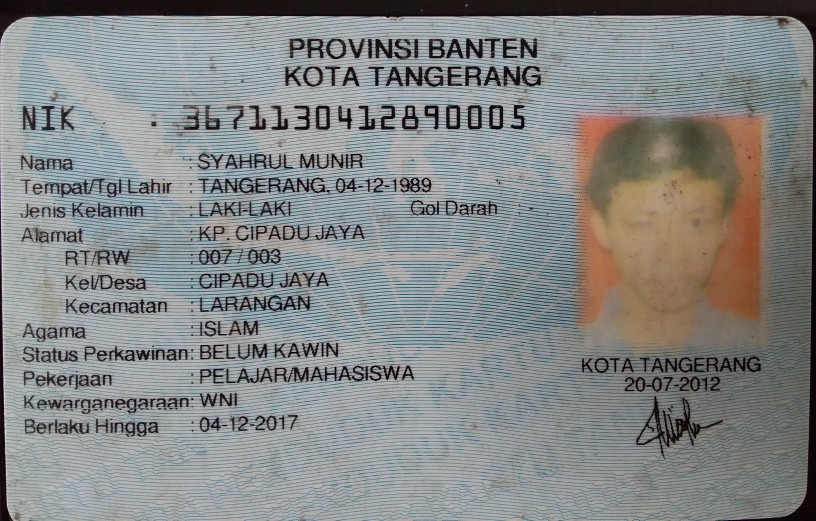 PROVINSI BANTEN
KOTA TANGERANG
NIK : 3671130412890005
Nama : SYAHRUL MUNIR
Tempat/Tgl Lahir : TANGERANG, 04-12-1989
Jenis Kelamin : LAKI-LAKI Gol Darah : -
Alamat : KP. CIPADU JAYA
RT/RW : 007 / 003
Kel/Desa : CIPADU JAYA
Kecamatan : LARANGAN
Agama : ISLAM
Status Perkawinan: BELUM KAWIN
Pekerjaan : PELAJAR/MAHASISWA
Kewarganegaraan: WNI
Berlaku Hingga : 04-12-2017
KOTA TANGERANG
20-07-2012